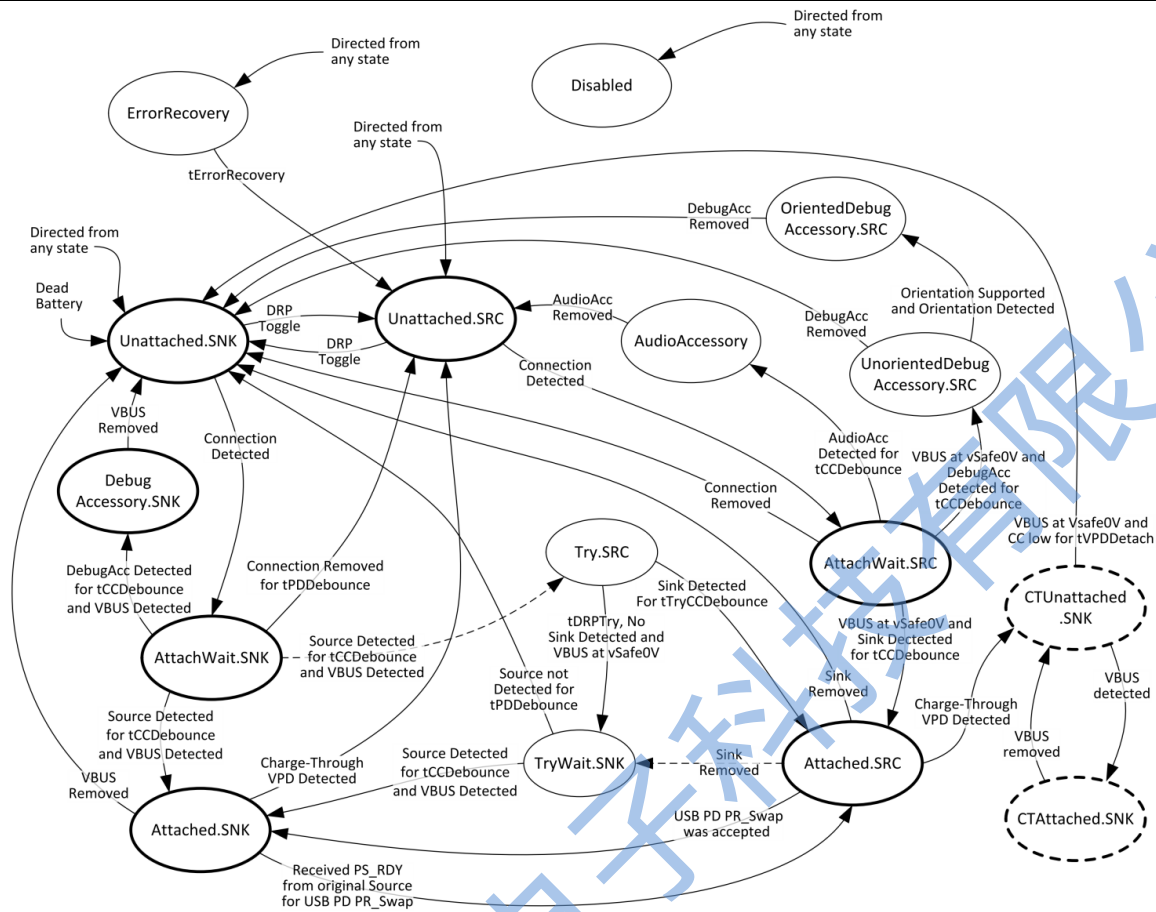 Directed from
any state
Directed from
any state
ErrorRecovery
Disabled
Directed from
any state
tErrorRecovery
DebugAcc
Removed
OrientedDebug
Accessory.SRC
Directed from
any state
Dead
Battery
Orientation Supported
and Orientation Detected
AudioAcc
Removed
DRP
Toggle
Unattached.SNK
Unattached.SRC
DebugAcc
Removed
AudioAccessory
DRP
Toggle
UnorientedDebug
Accessory.SRC
Connection
Detected
VBUS
Removed
Connection
Detected
AudioAcc
Detected for
tCCDebounce
VBUS at vSafe0V and
DebugAcc
Detected for
tCCDebounce
Debug
Accessory.SNK
Connection
Removed
VBUS at Vsafe0V and
CC low for tVPDDetach
Try.SRC
AttachWait.SRC
DebugAcc Detected
for tCCDebounce
and VBUS Detected
Connection Removed
for tPDDebounce
Sink Detected
For tTryCCDebounce
CTUnattached
.SNK
tDRPTry, No
Sink Detected and
VBUS at vSafe0V
VBUS at vSafe0V and
Sink Dectected
for tCCDebounce
AttachWait.SNK
Source Detected
for tCCDebounce
and VBUS Detected
Source not
Detected for
tPDDebounce
Sink
Removed
VBUS
detected
Charge-Through
VPD Detected
Source Detected
for tCCDebounce
and VBUS Detected
VBUS
removed
Source Detected
for tCCDebounce
and VBUS Detected
TryWait.SNK
Sink
Removed
Attached.SRC
Charge-Through
VPD Detected
VBUS
Removed
USB PD PR_Swap
was accepted
CTAttached.SNK
Attached.SNK
Received PS_RDY
from original Source
for USB PD PR_Swap
子科技有限